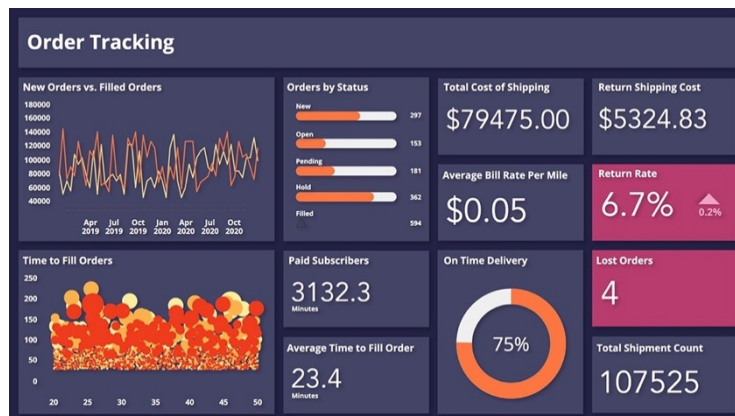 Order Tracking
New Orders vs. Filled Orders
180000
160000
140000
120000
100000
80000
60000
40000
Apr 2019
Jul 2019
Oct 2019
Jan 2020
Apr 2020
Jul 2020
Oct 2020
Orders by Status
New
297
Open
153
Pending
181
Hold
362
Filled
594
Total Cost of Shipping
$79475.00
Return Shipping Cost
$5324.83
Average Bill Rate Per Mile
$0.05
Return Rate
6.7%
0.2%
Time to Fill Orders
250
200
150
100
50
0
20
25
30
35
40
45
50
Paid Subscribers
3132.3
Minutes
Average Time to Fill Order
23.4
Minutes
On Time Delivery
75%
Lost Orders
4
Total Shipment Count
107525